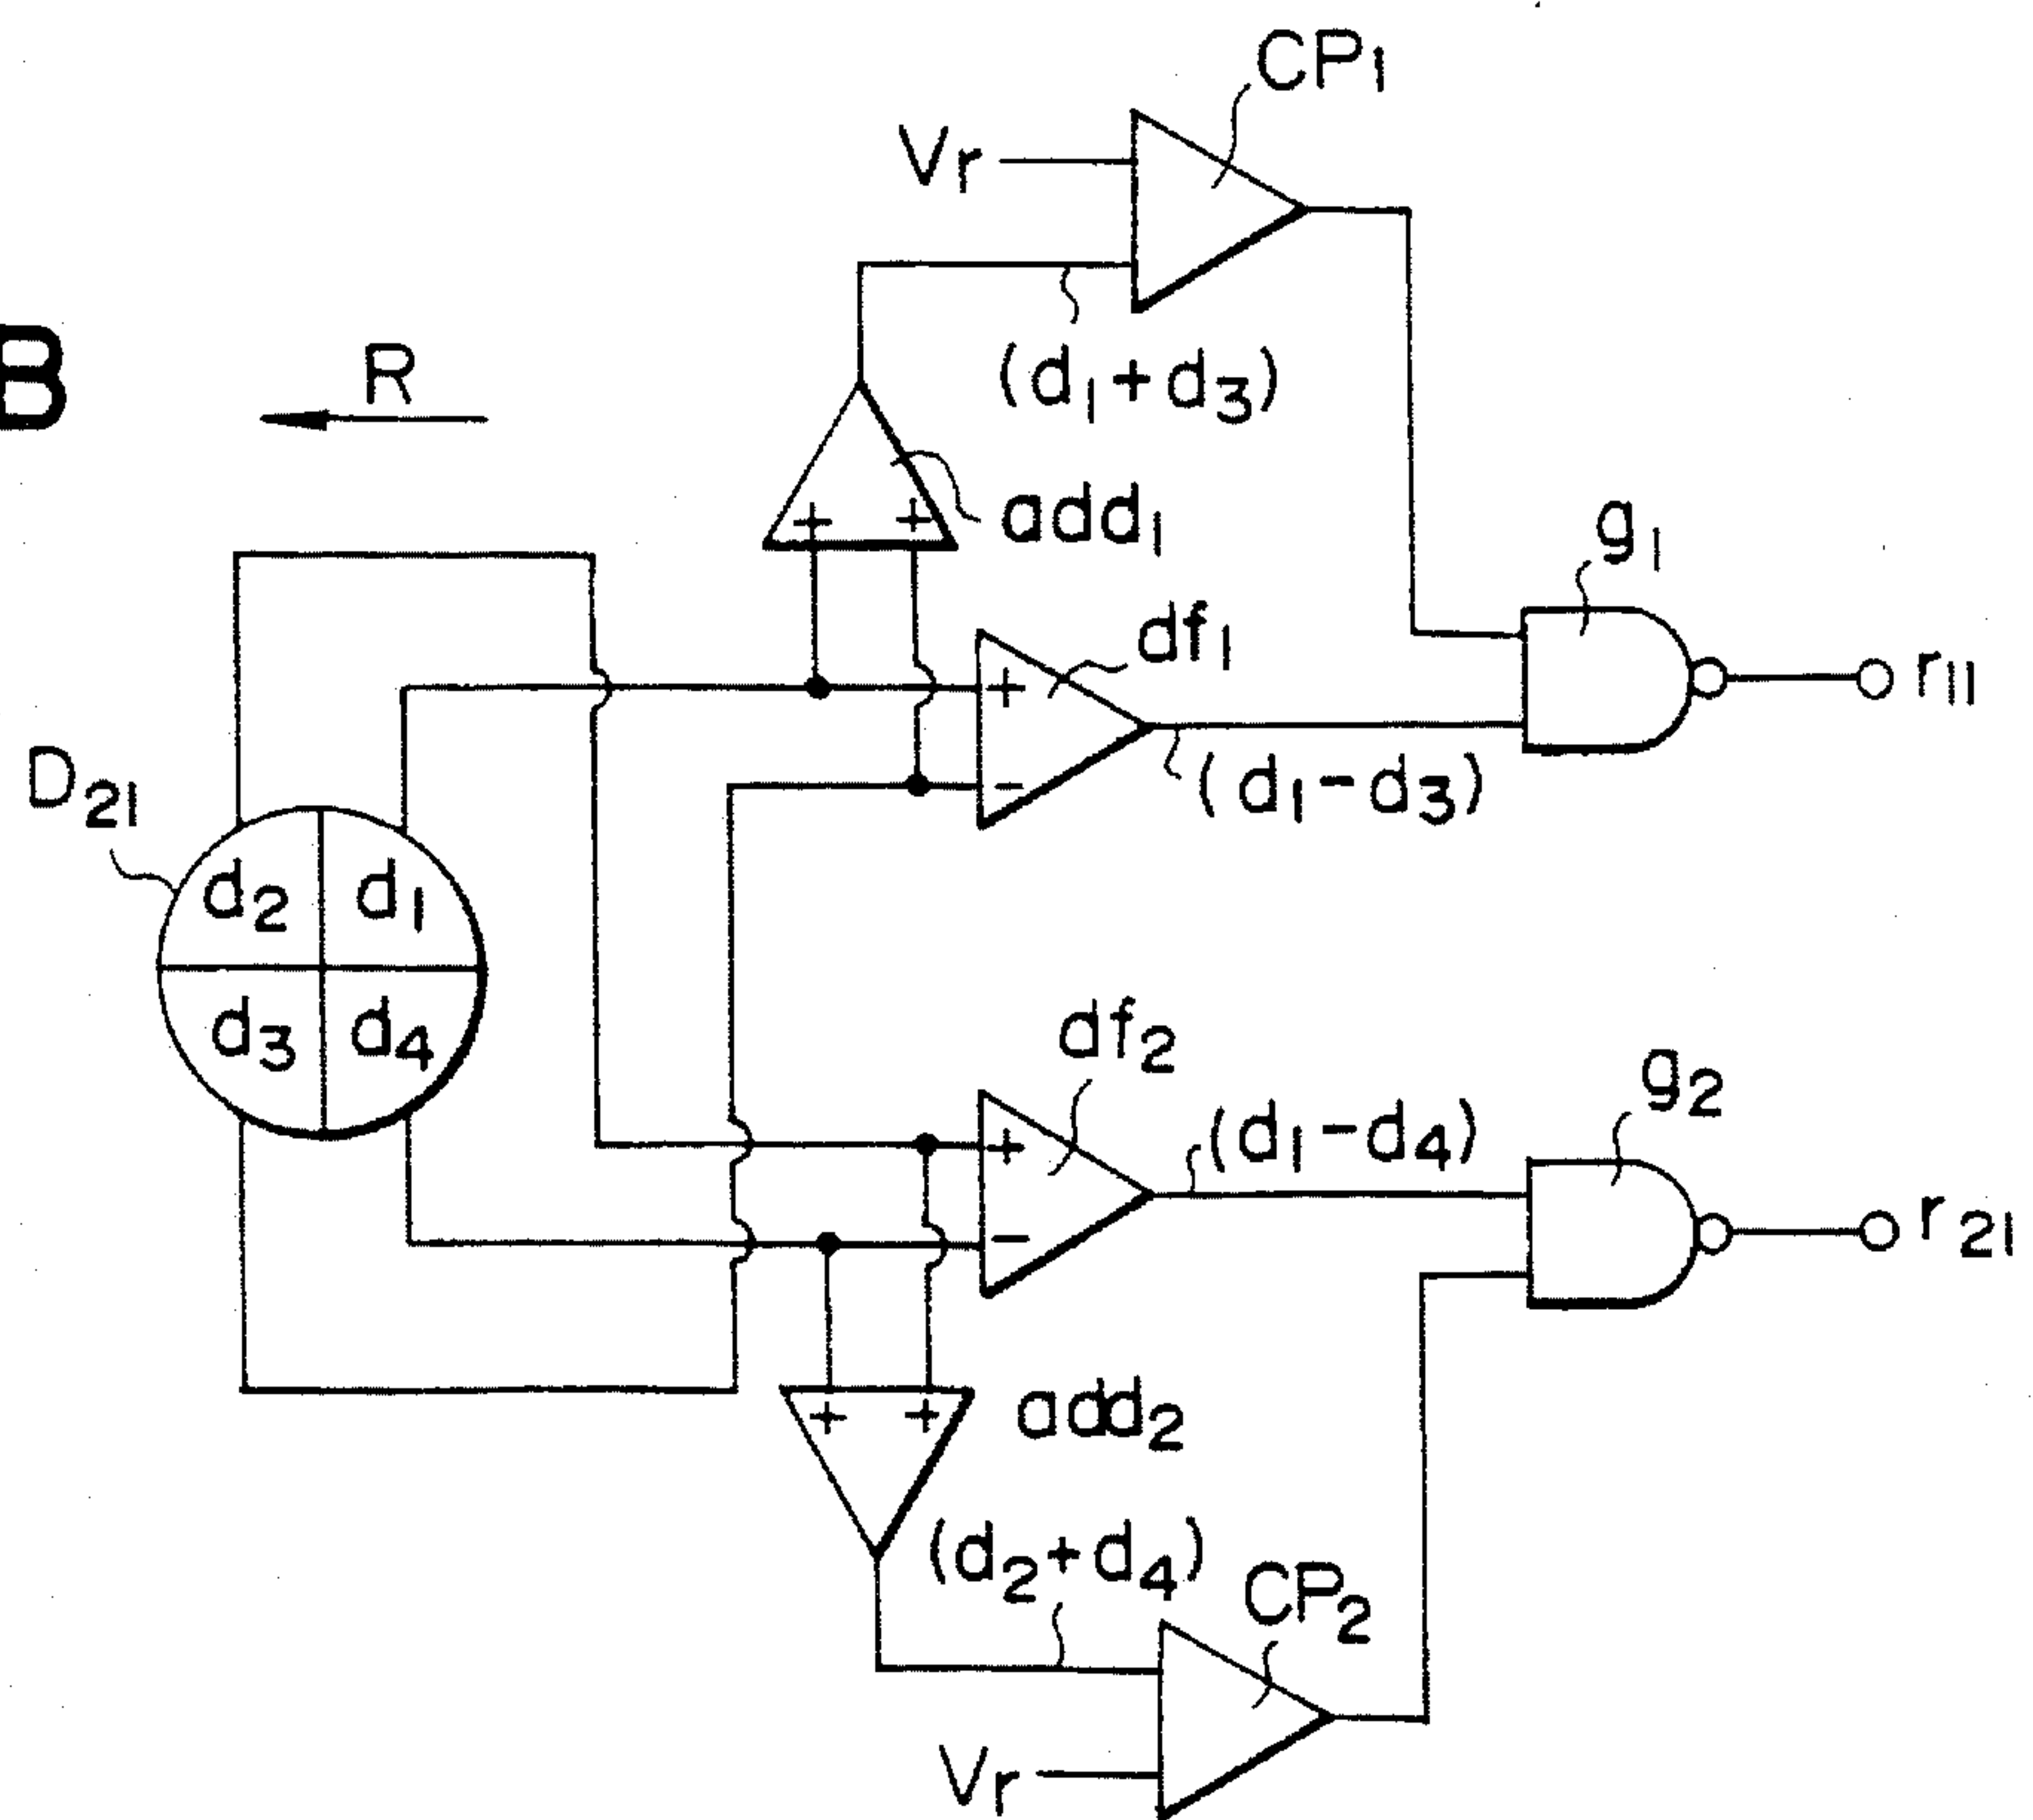 CP1
Vr
B
R
(d1+d3)
+ +
add1
g1
df1
+
r11
-
(d1-d3)
D21
d2 d1
d3 d4
df2
g2
(d1-d4)
+
r21
-
+ +
add2
(d2+d4)
CP2
Vr